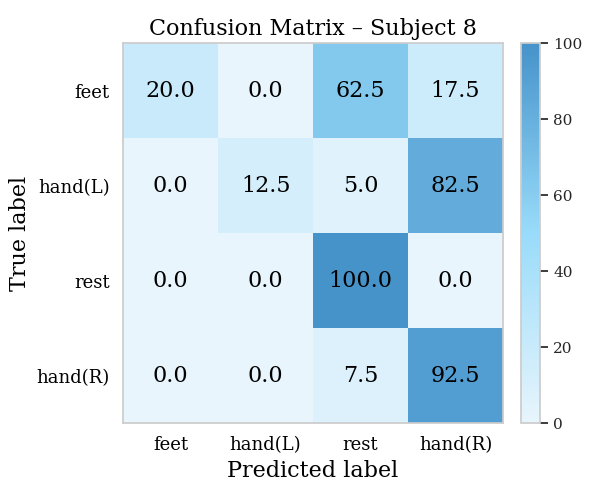 Confusion Matrix – Subject 8
True label
feet 20.0 0.0 62.5 17.5
hand(L) 0.0 12.5 5.0 82.5
rest 0.0 0.0 100.0 0.0
hand(R) 0.0 0.0 7.5 92.5
feet hand(L) rest hand(R)
Predicted label
100
80
60
40
20
0